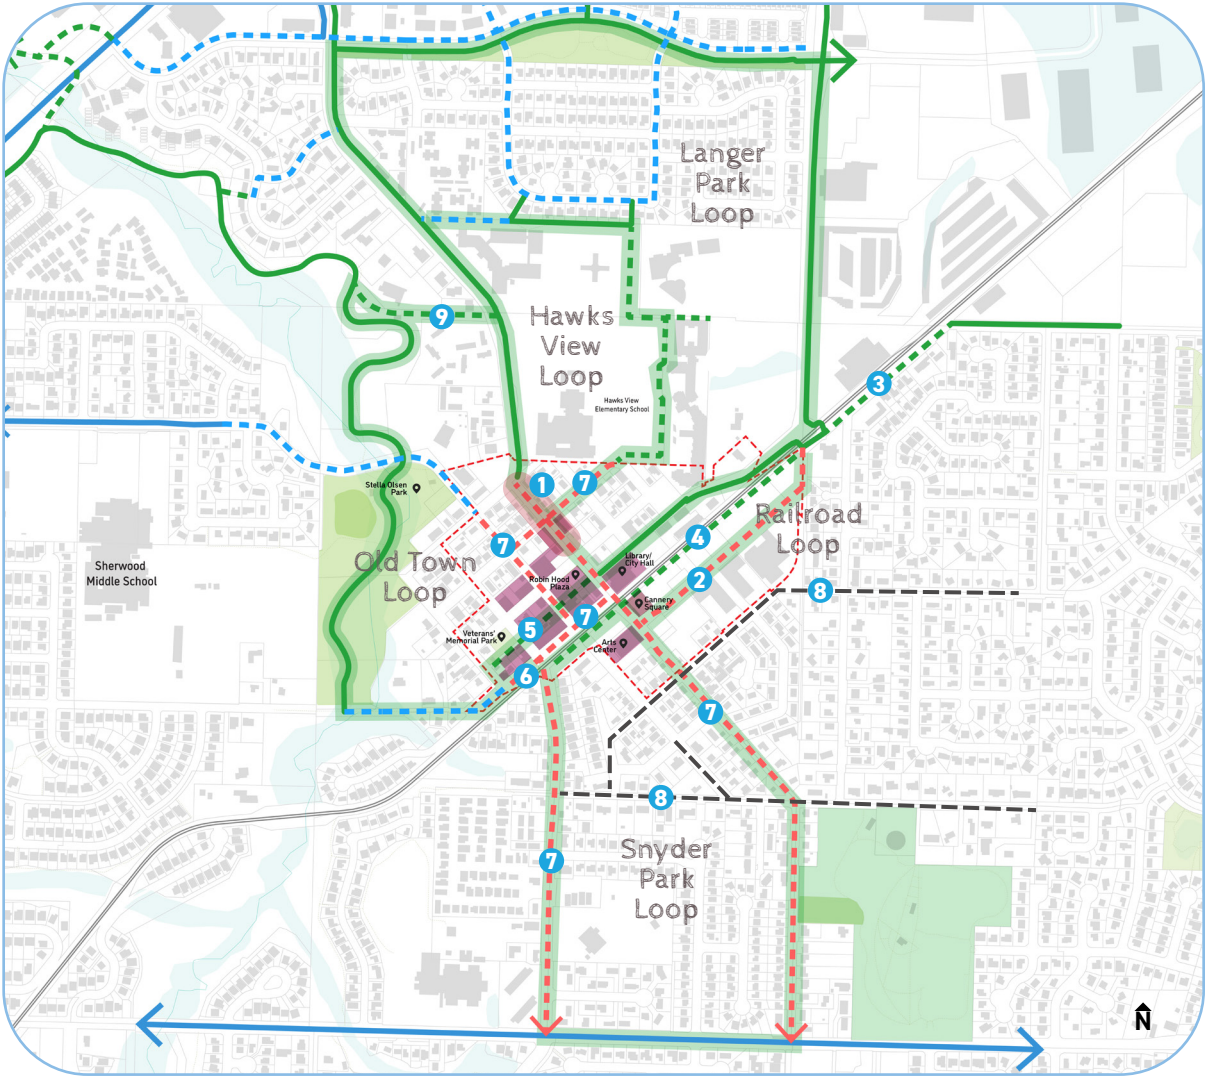 Langer
Park
Loop
Hawks
View
Loop
9
3
Hawks View
Elementary School
1
7
Stella Olsen
Park
4
Railroad
Loop
7
Old Town
Loop
Library/
City Hall
Sherwood
Middle School
Robin Hood
Plaza
2
8
Cannery
Square
7
5
Veterans'
Memorial Park
Arts
Center
6
7
8
7
Snyder
Park
Loop
N